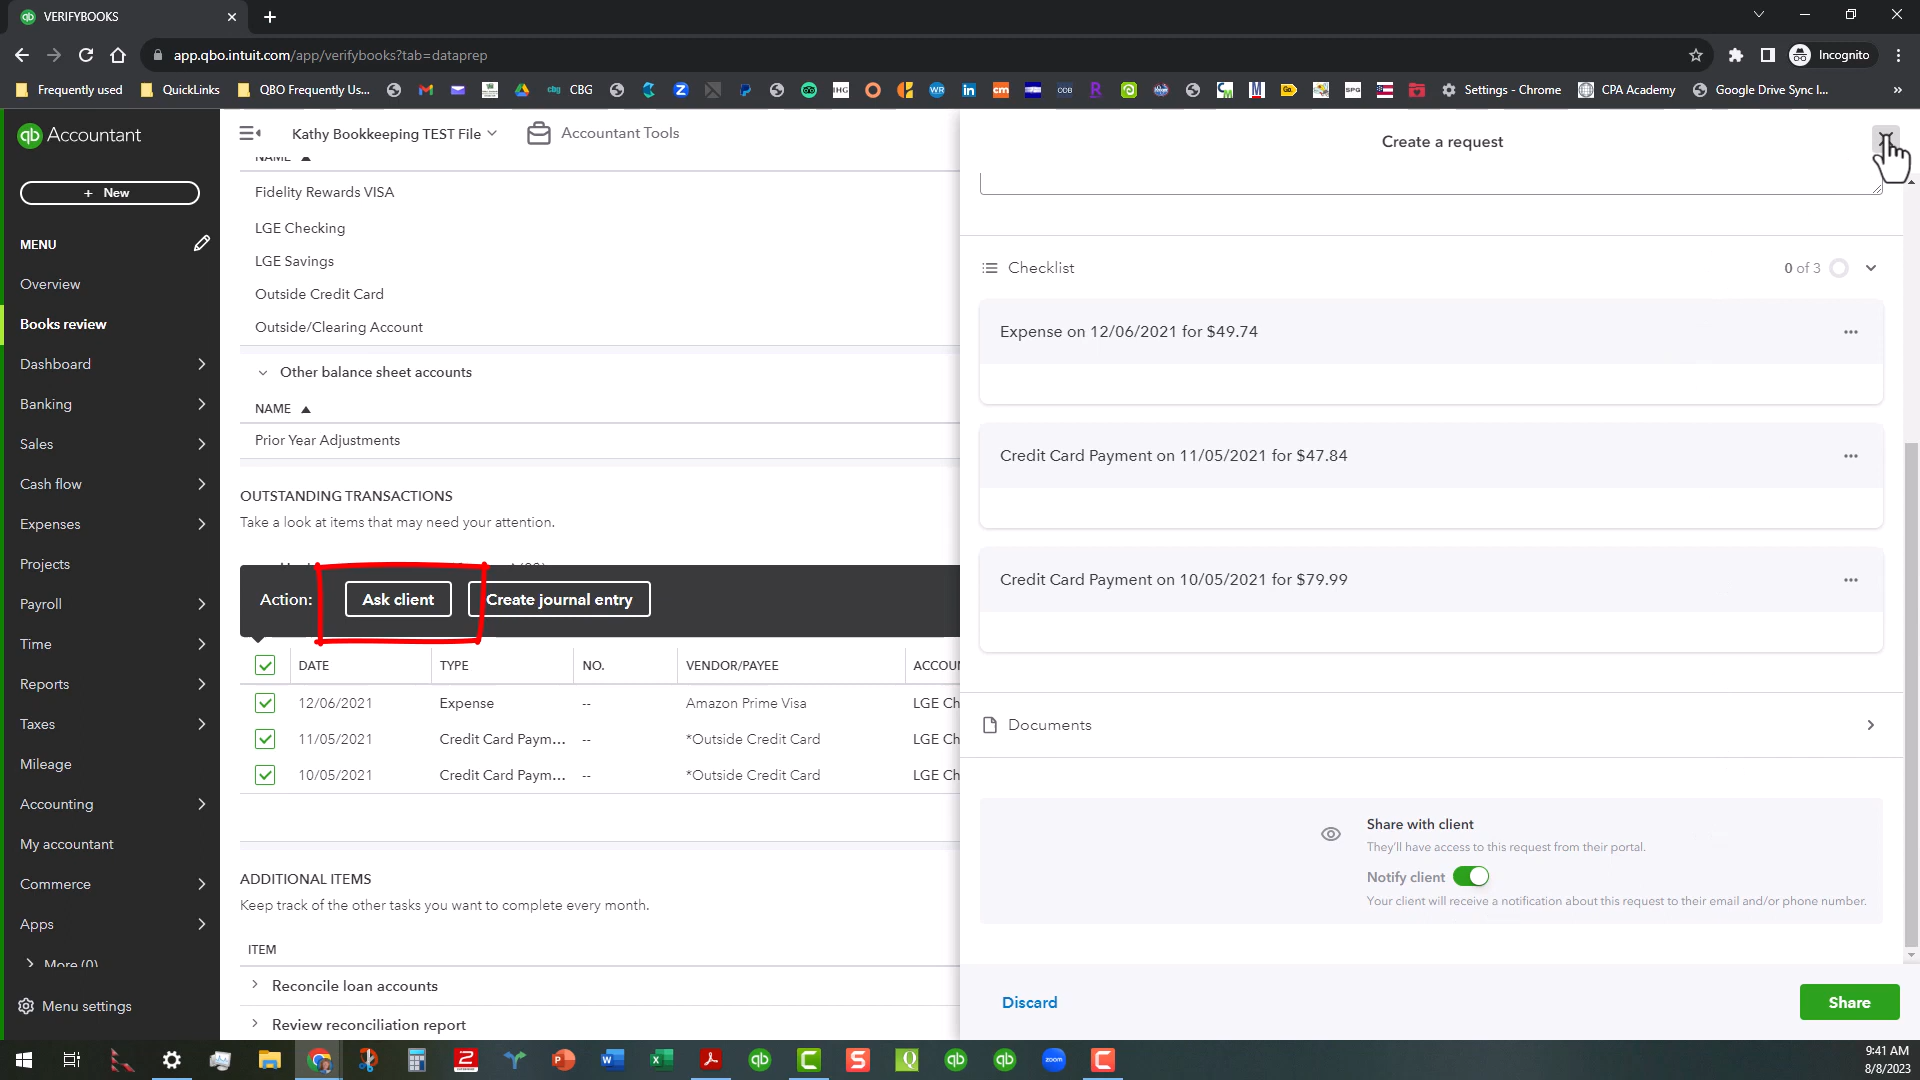 VERIFYBOOKS
app.qbo.intuit.com/app/verifybooks?tab=dataprep
Incognito
Frequently used
QuickLinks
QBO Frequently Us...
CBG
Settings - Chrome
CPA Academy
Google Drive Sync I...
qb Accountant
Kathy Bookkeeping TEST File
Accountant Tools
+ New
MENU
Overview
Books review
Dashboard
Banking
Sales
Cash flow
Expenses
Projects
Payroll
Time
Reports
Taxes
Mileage
Accounting
My accountant
Commerce
Apps
More (0)
Menu settings
NAME
Fidelity Rewards VISA
LGE Checking
LGE Savings
Outside Credit Card
Outside/Clearing Account
Other balance sheet accounts
NAME
Prior Year Adjustments
OUTSTANDING TRANSACTIONS
Take a look at items that may need your attention.
Action: Ask client Create journal entry
DATE TYPE NO. VENDOR/PAYEE ACCOUN
12/06/2021 Expense -- Amazon Prime Visa LGE Ch
11/05/2021 Credit Card Paym... -- *Outside Credit Card LGE Ch
10/05/2021 Credit Card Paym... -- *Outside Credit Card LGE Ch
ADDITIONAL ITEMS
Keep track of the other tasks you want to complete every month.
ITEM
Reconcile loan accounts
Review reconciliation report
Create a request
Checklist 0 of 3
Expense on 12/06/2021 for $49.74
Credit Card Payment on 11/05/2021 for $47.84
Credit Card Payment on 10/05/2021 for $79.99
Documents
Share with client
They'll have access to this request from their portal.
Notify client
Your client will receive a notification about this request to their email and/or phone number.
Discard
Share
9:41 AM
8/8/2023